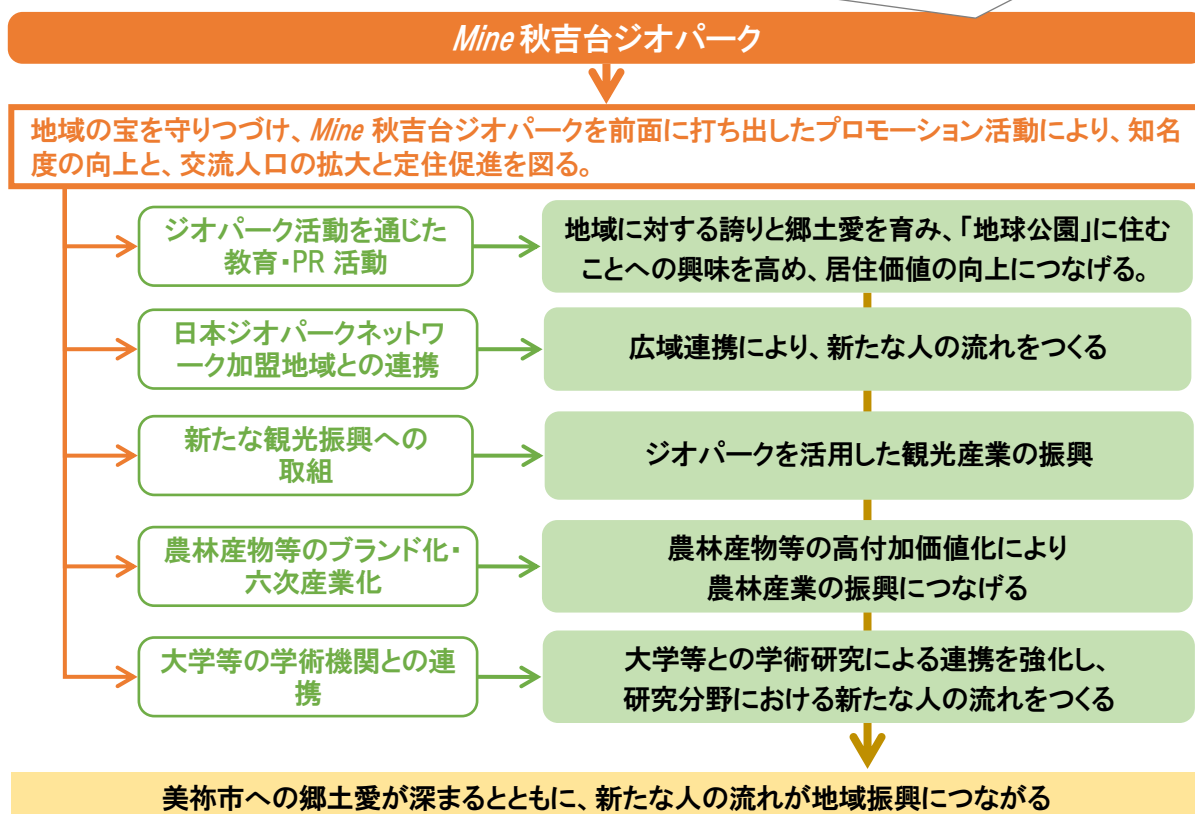 Mine 秋吉台ジオパーク
地域の宝を守りつづけ、Mine 秋吉台ジオパークを前面に打ち出したプロモーション活動により、知名
度の向上と、交流人口の拡大と定住促進を図る。
ジオパーク活動を通じた
教育・PR 活動
地域に対する誇りと郷土愛を育み、「地球公園」に住む
ことへの興味を高め、居住価値の向上につなげる。
日本ジオパークネットワ
ーク加盟地域との連携
広域連携により、新たな人の流れをつくる
新たな観光振興への
取組
ジオパークを活用した観光産業の振興
農林産物等のブランド化・
六次産業化
農林産物等の高付加価値化により
農林産業の振興につなげる
大学等の学術機関との連
携
大学等との学術研究による連携を強化し、
研究分野における新たな人の流れをつくる
美祢市への郷土愛が深まるとともに、新たな人の流れが地域振興につながる